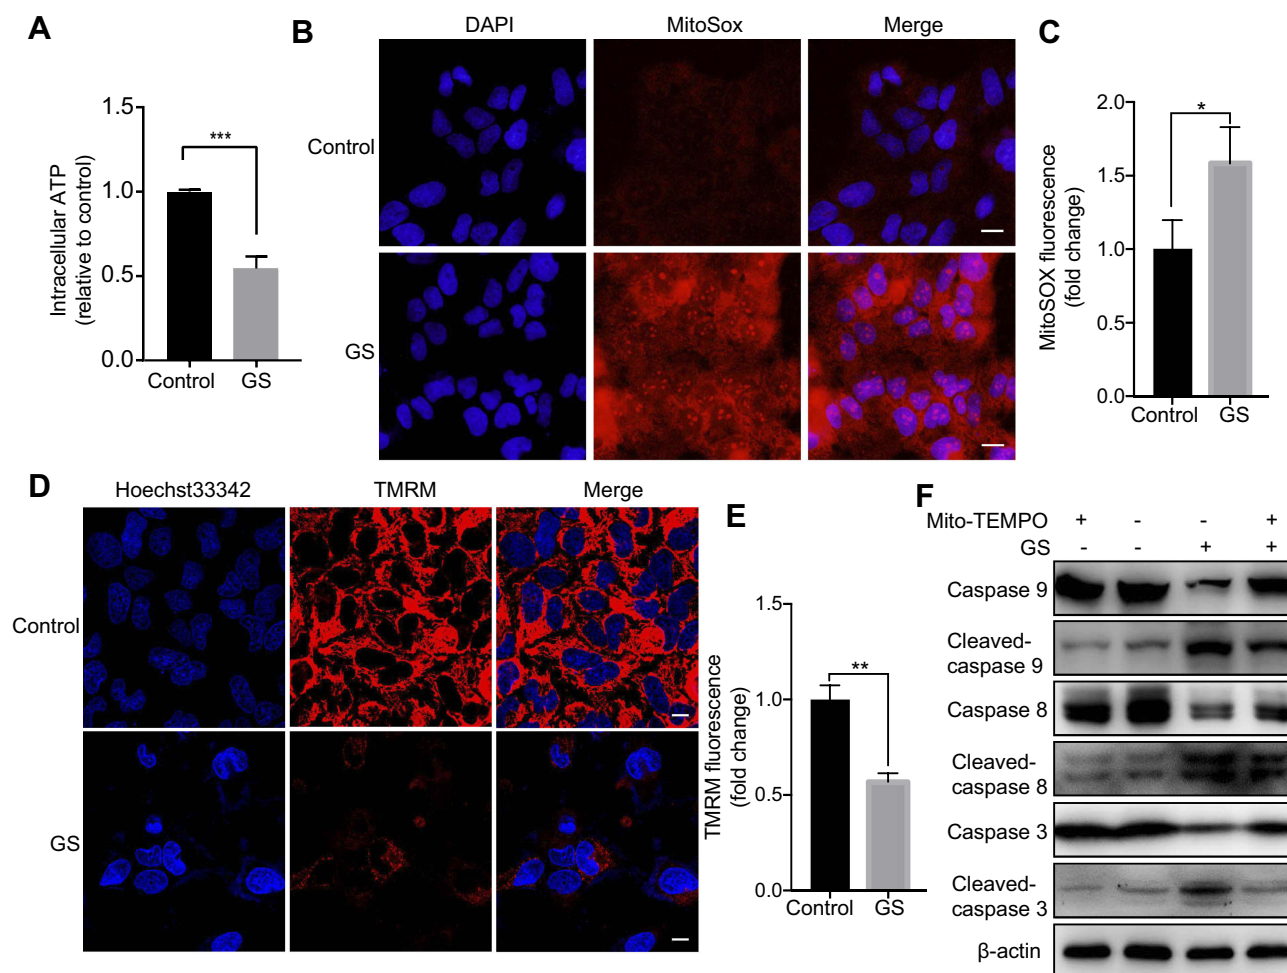 A
1.5
1.0
0.5
0.0
Intracellular ATP
(relative to control)
***
Control GS
B
DAPI MitoSox Merge
Control
GS
C
2.0
1.5
1.0
0.5
0.0
MitoSOX fluorescence
(fold change)
*
Control GS
D
Hoechst33342 TMRM Merge
Control
GS
E
1.5
1.0
0.5
0.0
TMRM fluorescence
(fold change)
**
Control GS
F
Mito-TEMPO + - - +
GS - - + +
Caspase 9
Cleaved-
caspase 9
Caspase 8
Cleaved-
caspase 8
Caspase 3
Cleaved-
caspase 3
β-actin